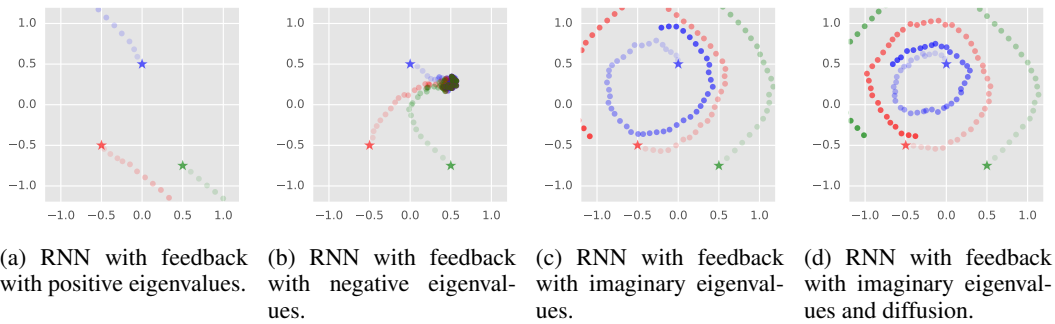 1.0
0.5
0.0
−0.5
−1.0
−1.0 −0.5 0.0 0.5 1.0
(a) RNN with feedback
with positive eigenvalues.
1.0
0.5
0.0
−0.5
−1.0
−1.0 −0.5 0.0 0.5 1.0
(b) RNN with feedback
with negative eigenval-
ues.
1.0
0.5
0.0
−0.5
−1.0
−1.0 −0.5 0.0 0.5 1.0
(c) RNN with feedback
with imaginary eigenval-
ues.
1.0
0.5
0.0
−0.5
−1.0
−1.0 −0.5 0.0 0.5 1.0
(d) RNN with feedback
with imaginary eigenval-
ues and diffusion.